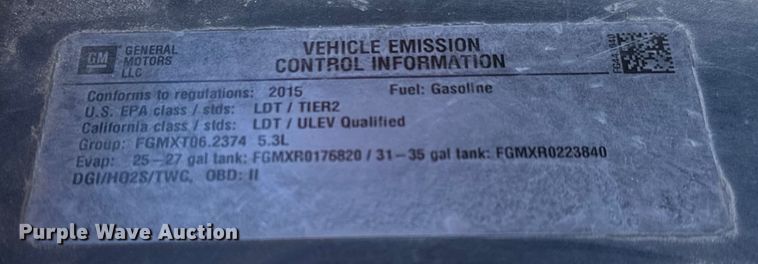 GM
GENERAL MOTORS LLC
VEHICLE EMISSION
CONTROL INFORMATION
Conforms to regulations: 2015 Fuel: Gasoline
U.S. EPA class / stds: LDT / TIER2
California class / stds: LDT / ULEV Qualified
Group: FGMXT06.2374 5.3L
Evap: 25-27 gal tank: FGMXR0176820 / 31-35 gal tank: FGMXR0223840
DGI/HO2S/TWC, OBD: II
Purple Wave Auction